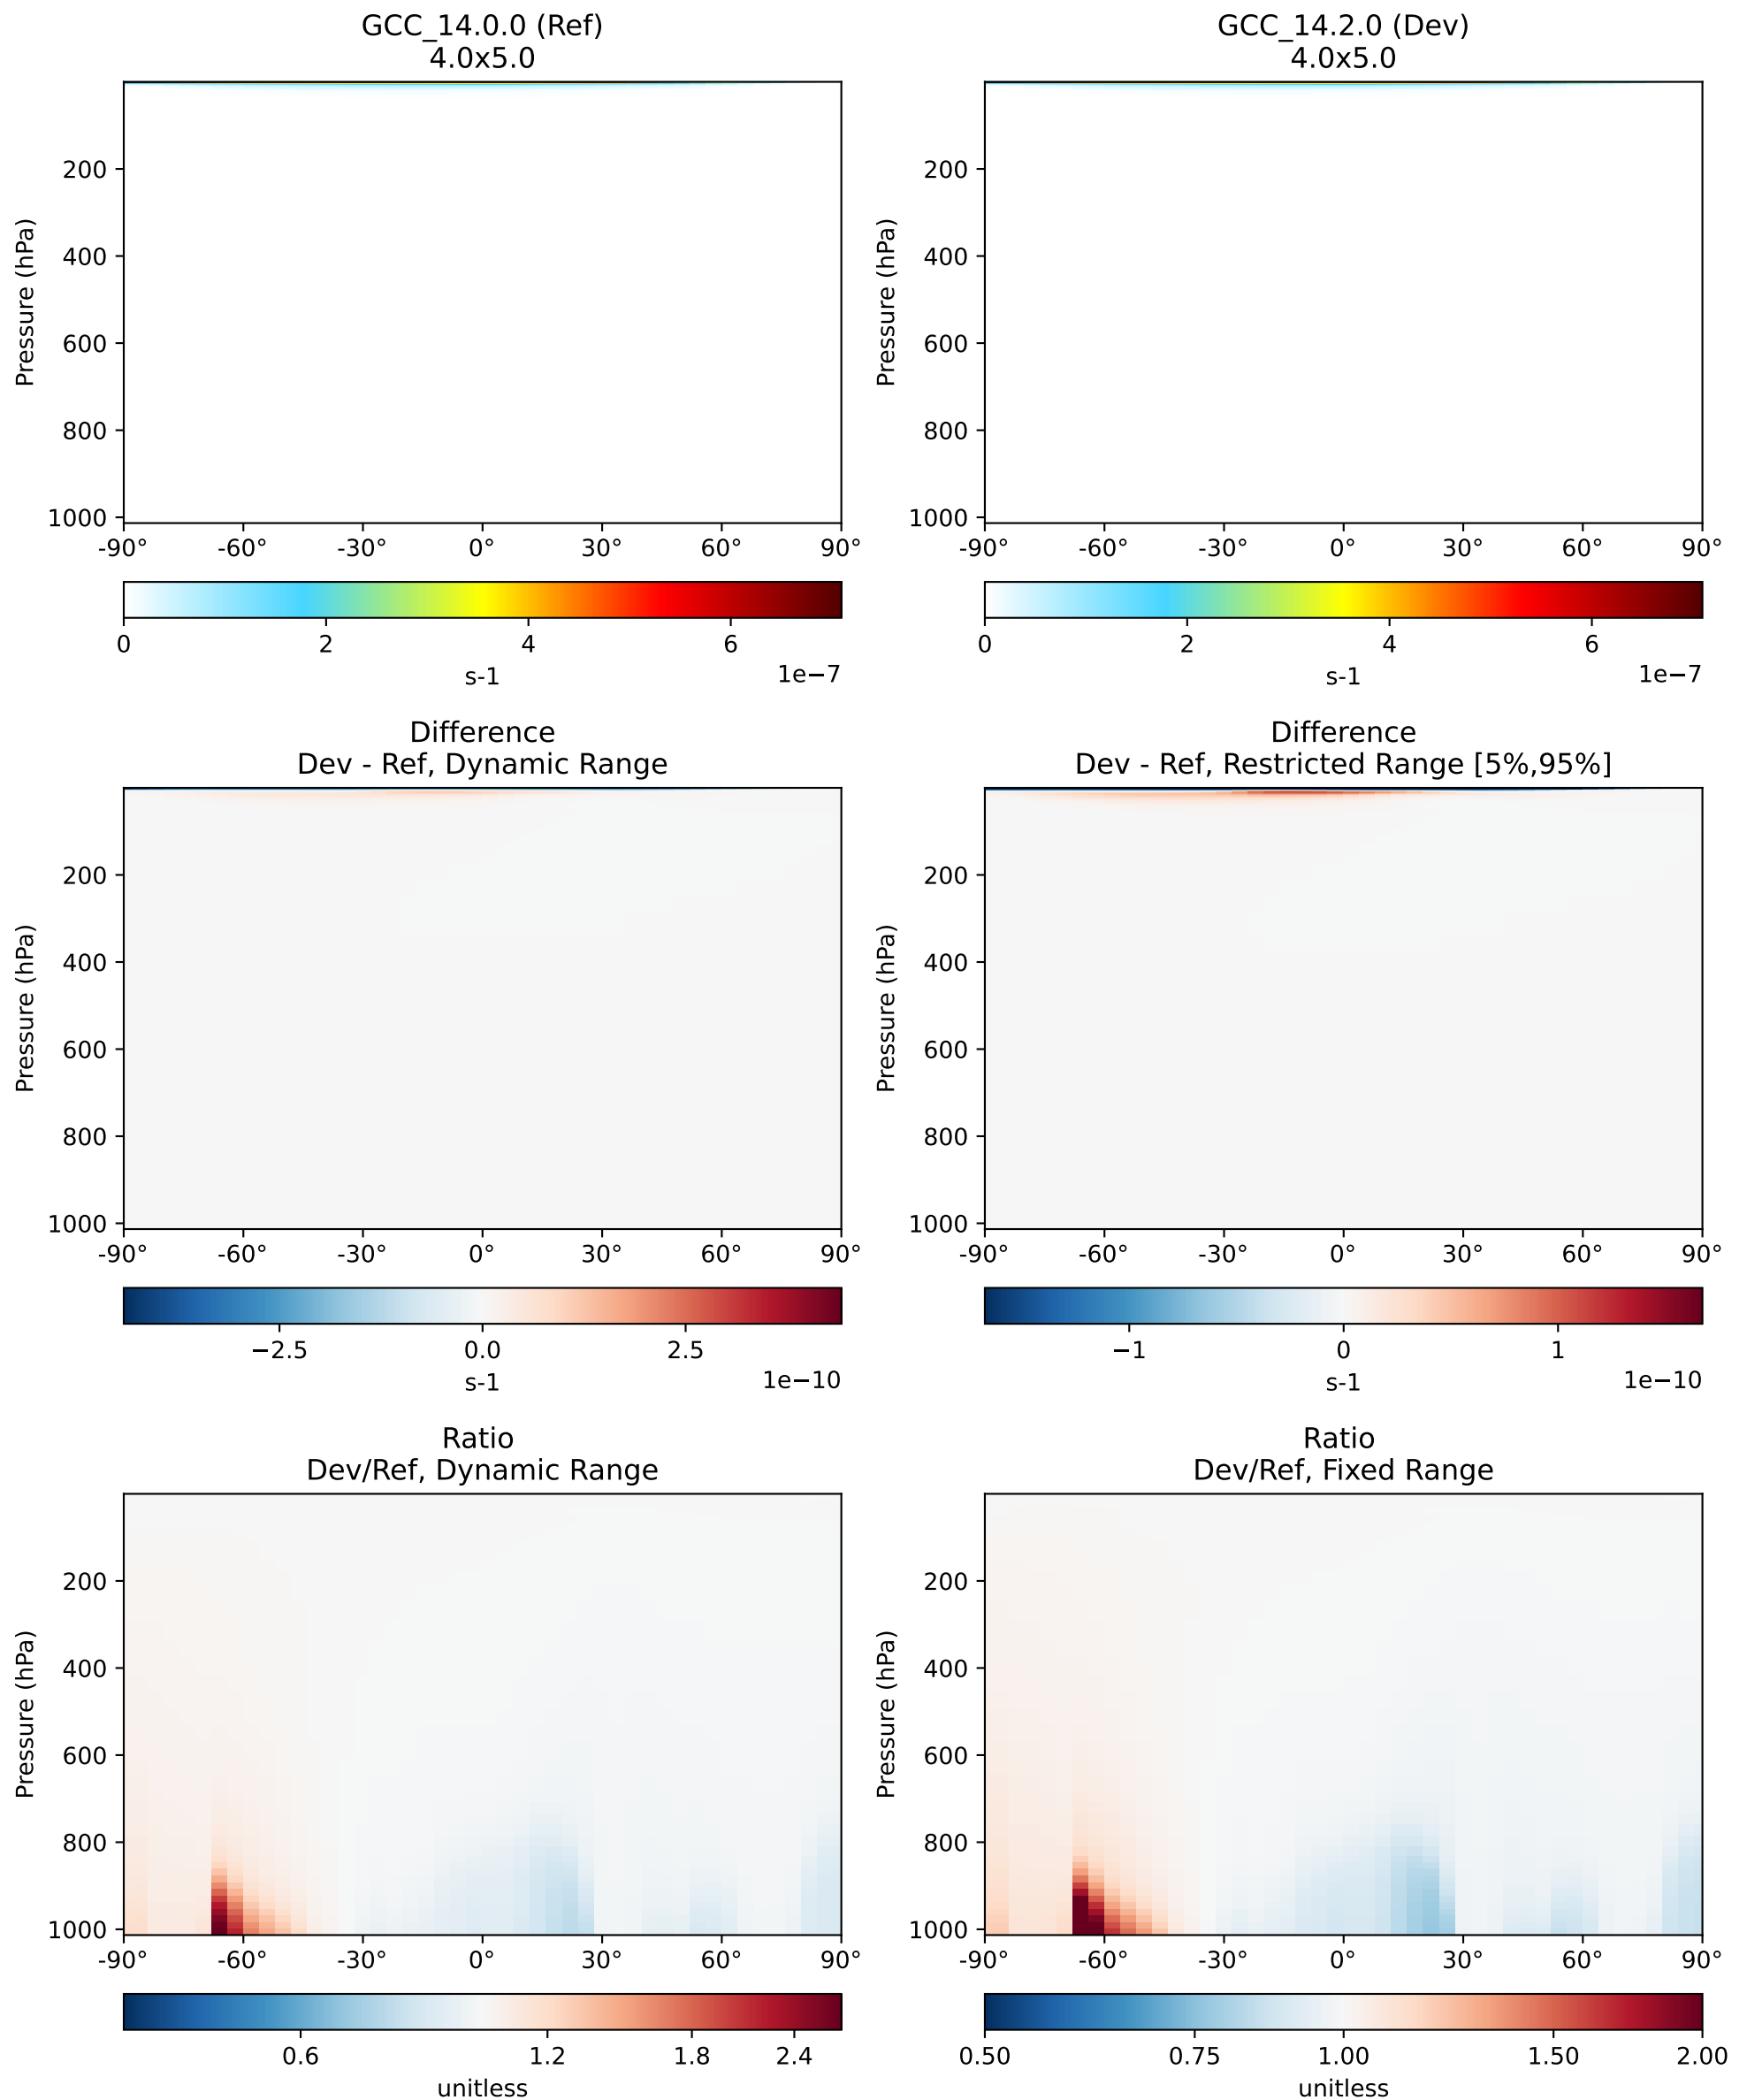 GCC_14.0.0 (Ref)
4.0x5.0
Pressure (hPa)
200
400
600
800
1000
-90° -60° -30° 0° 30° 60° 90°
0 2 4 6
s-1
1e−7
GCC_14.2.0 (Dev)
4.0x5.0
Pressure (hPa)
200
400
600
800
1000
-90° -60° -30° 0° 30° 60° 90°
0 2 4 6
s-1
1e−7
Difference
Dev - Ref, Dynamic Range
Pressure (hPa)
200
400
600
800
1000
-90° -60° -30° 0° 30° 60° 90°
−2.5 0.0 2.5
s-1
1e−10
Difference
Dev - Ref, Restricted Range [5%,95%]
Pressure (hPa)
200
400
600
800
1000
-90° -60° -30° 0° 30° 60° 90°
−1 0 1
s-1
1e−10
Ratio
Dev/Ref, Dynamic Range
Pressure (hPa)
200
400
600
800
1000
-90° -60° -30° 0° 30° 60° 90°
0.6 1.2 1.8 2.4
unitless
Ratio
Dev/Ref, Fixed Range
Pressure (hPa)
200
400
600
800
1000
-90° -60° -30° 0° 30° 60° 90°
0.50 0.75 1.00 1.50 2.00
unitless